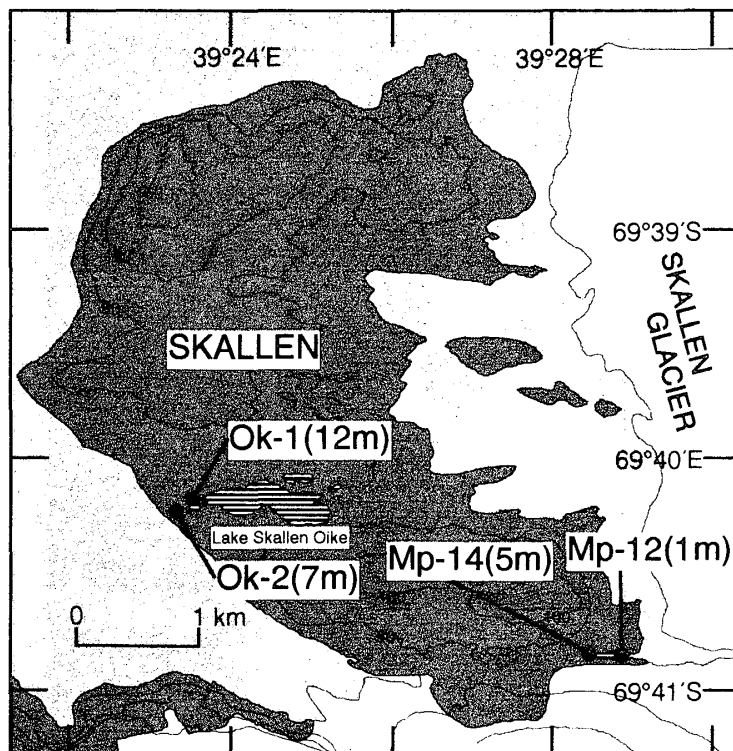 39°24′E
39°28′E
69°39′S
SKALLEN
GLACIER
SKALLEN
Ok-1(12m)
69°40′E
Lake Skallen Oike
Mp-14(5m)
Mp-12(1m)
Ok-2(7m)
0
1 km
69°41′S